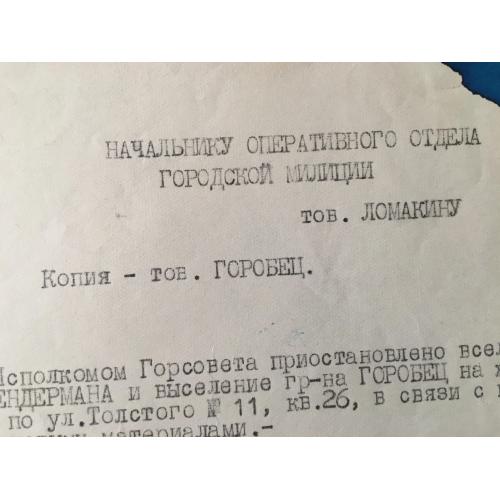 НАЧАЛЬНИКУ ОПЕРАТИВНОГО ОТДЕЛА
ГОРОДСКОЙ МИЛИЦИИ
тов. ЛОМАКИНУ
Копия - тов. ГОРОБЕЦ.
Исполкомом Горсовета приостановлено всел
ЕНДЕРМАНА и выселение гр-на ГОРОБЕЦ на
по ул.Толстого № 11, кв.26, в связи с
материалами.-